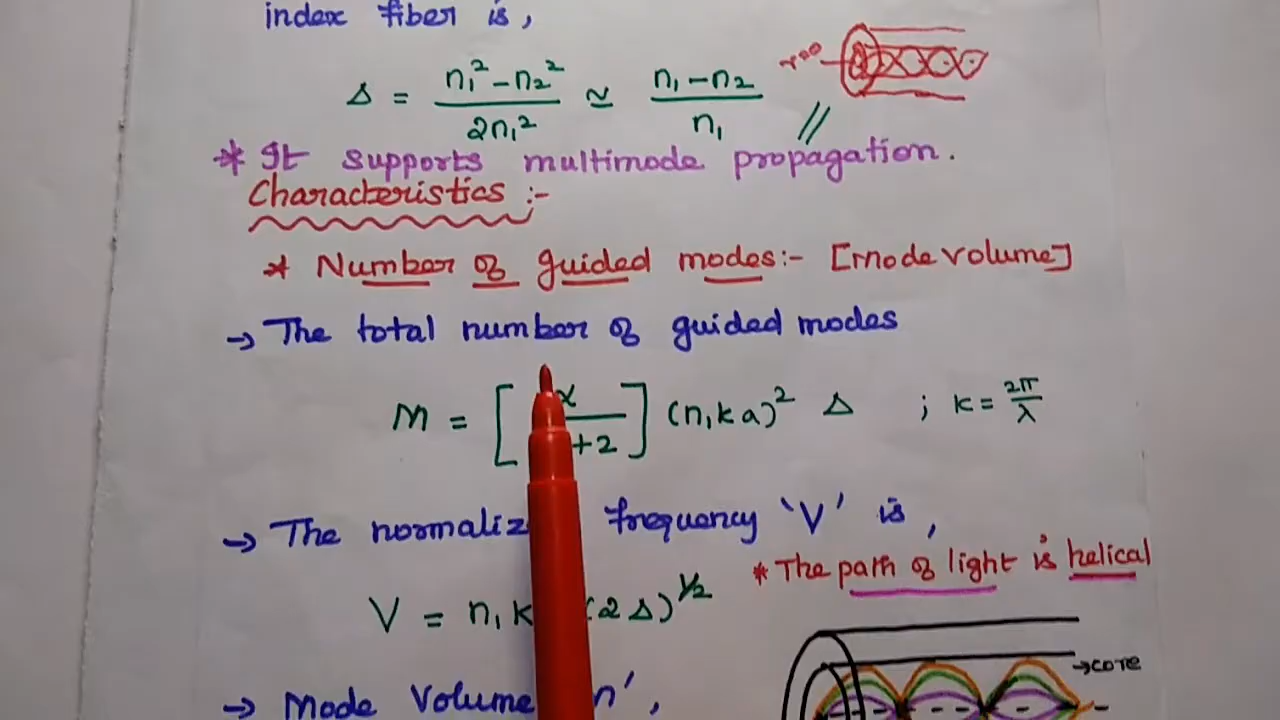 index fiber is,
Δ = n₁² - n₂² / 2n₁² ≃ n₁ - n₂ / n₁ //
* It supports multimode propagation.
Characteristics :-
* Number of guided modes:- [Mode volume]
→ The total number of guided modes
M = [ α / +2 ] (n₁ka)² Δ ; k = 2π / λ
→ The normaliz frequency 'V' is,
* The path of light is helical
V = n₁k (2Δ)^1/2
→ core
→ Mode Volume n',